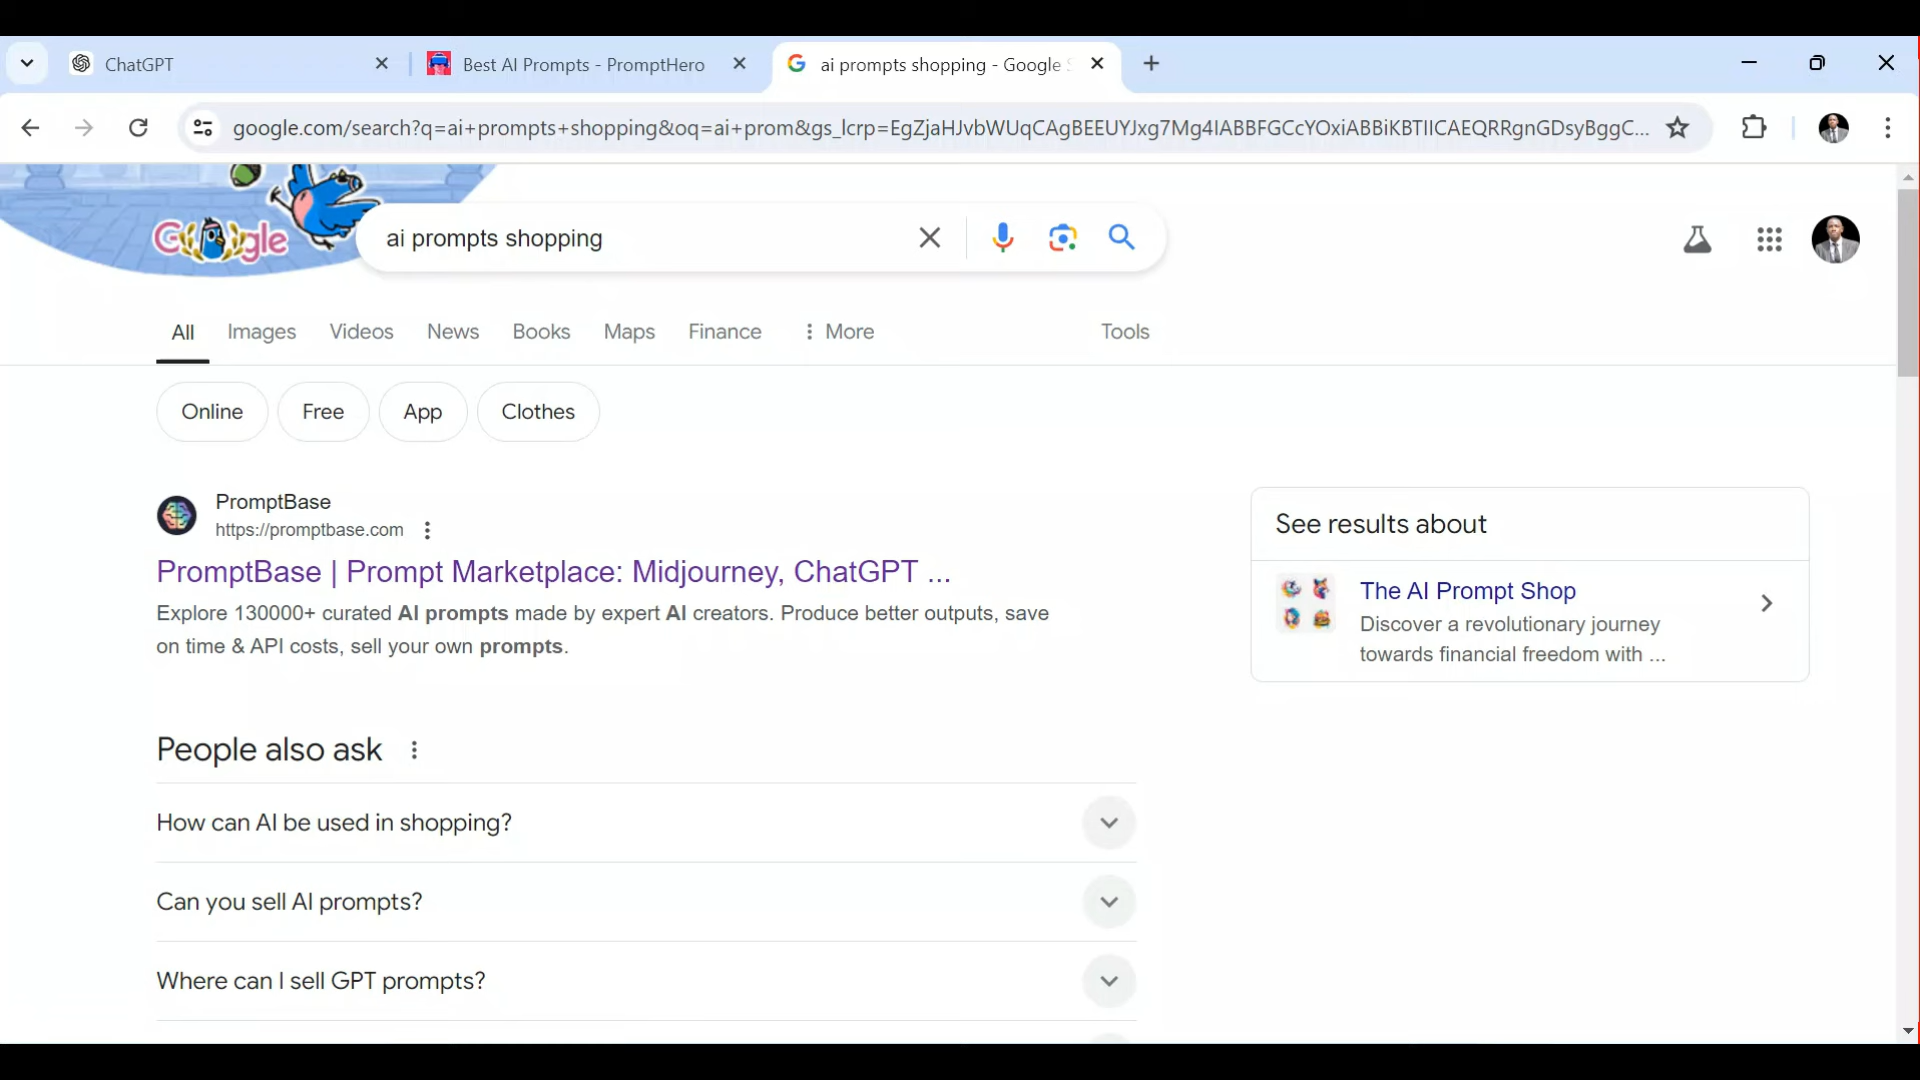 ChatGPT
Best AI Prompts - PromptHero
ai prompts shopping - Google S
google.com/search?q=ai+prompts+shopping&oq=ai+prom&gs_lcrp=EgZjaHJvbWUqCAgBEEUYJxg7Mg4IABBFGCcYOxiABBiKBTIICAEQRRgnGDsyBggC...
Google
ai prompts shopping
All Images Videos News Books Maps Finance More Tools
Online Free App Clothes
PromptBase
https://promptbase.com
PromptBase | Prompt Marketplace: Midjourney, ChatGPT ...
Explore 130000+ curated AI prompts made by expert AI creators. Produce better outputs, save
on time & API costs, sell your own prompts.
See results about
The AI Prompt Shop
Discover a revolutionary journey
towards financial freedom with ...
People also ask
How can AI be used in shopping?
Can you sell AI prompts?
Where can I sell GPT prompts?